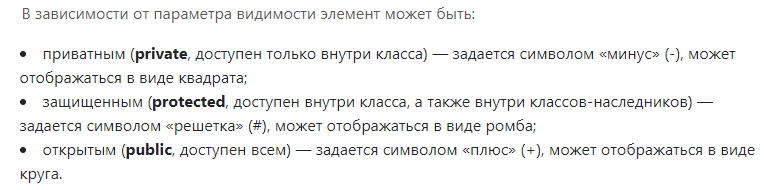 В зависимости от параметра видимости элемент может быть:
• приватным (private, доступен только внутри класса) — задается символом «минус» (-), может
отображаться в виде квадрата;
• защищенным (protected, доступен внутри класса, а также внутри классов-наследников) —
задается символом «решетка» (#), может отображаться в виде ромба;
• открытым (public, доступен всем) — задается символом «плюс» (+), может отображаться в виде
круга.